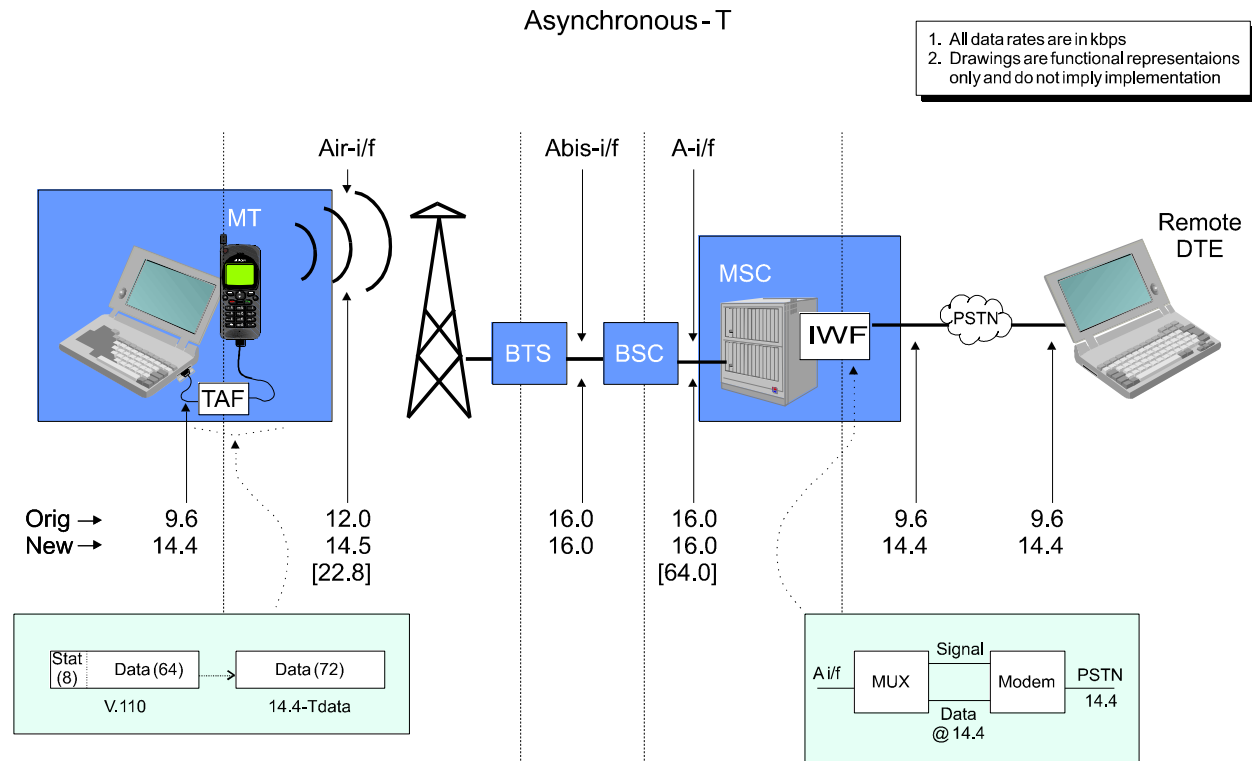 Asynchronous - T
1. All data rates are in kbps
2. Drawings are functional representaions
only and do not imply implementation
Air-i/f
Abis-i/f
A-i/f
MT
Remote
DTE
MSC
PSTN
IWF
BTS
BSC
TAF
Orig → 9.6 12.0 16.0 16.0 9.6 9.6
New → 14.4 14.5 16.0 16.0 14.4 14.4
[22.8] [64.0]
Stat
(8)
Data (64)
Data (72)
V.110
14.4-Tdata
A i/f
MUX
Signal
Data
@ 14.4
Modem
PSTN
14.4